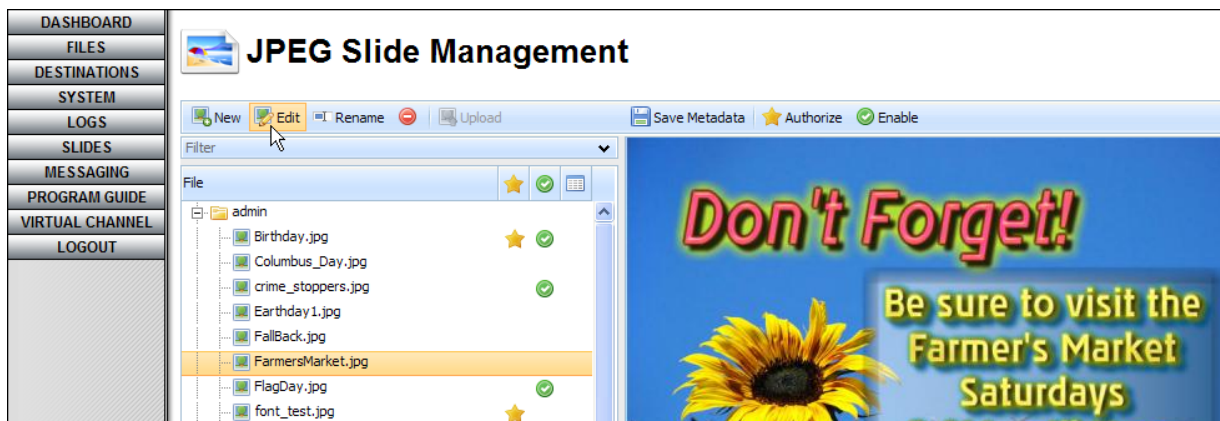 DASHBOARD
FILES
DESTINATIONS
SYSTEM
LOGS
SLIDES
MESSAGING
PROGRAM GUIDE
VIRTUAL CHANNEL
LOGOUT
JPEG Slide Management
New Edit Rename Upload Save Metadata Authorize Enable
Filter
File
admin
Birthday.jpg
Columbus_Day.jpg
crime_stoppers.jpg
Earthday1.jpg
FallBack.jpg
FarmersMarket.jpg
FlagDay.jpg
font_test.jpg
Don't Forget!
Be sure to visit the
Farmer's Market
Saturdays